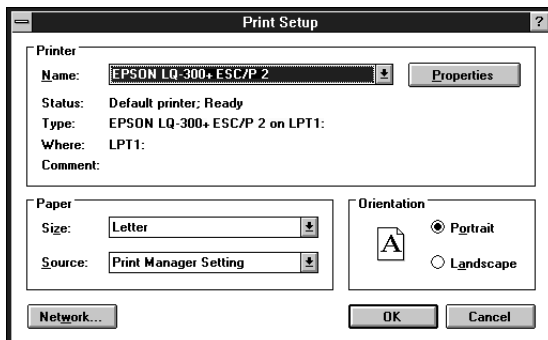 Print Setup
?
Printer
Name: EPSON LQ-300+ ESC/P 2 Properties
Status: Default printer; Ready
Type: EPSON LQ-300+ ESC/P 2 on LPT1:
Where: LPT1:
Comment:
Paper
Size: Letter
Source: Print Manager Setting
Orientation
A
Portrait
Landscape
Network... OK Cancel